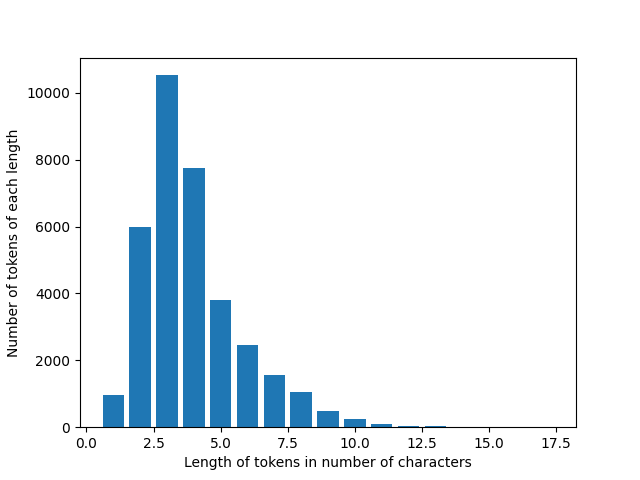 Number of tokens of each length
10000
8000
6000
4000
2000
0
0.0 2.5 5.0 7.5 10.0 12.5 15.0 17.5
Length of tokens in number of characters